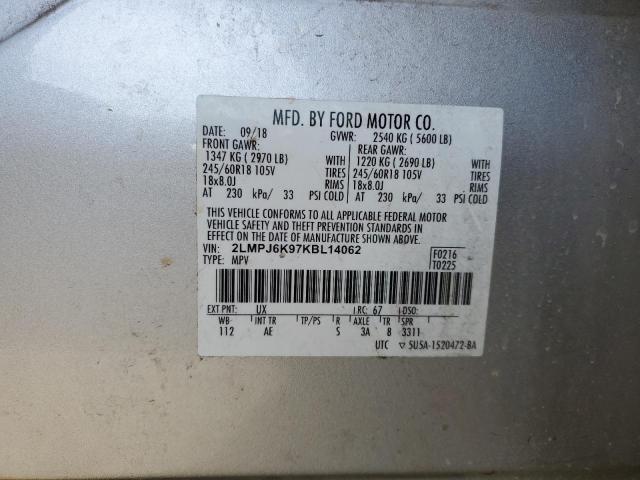 MFD. BY FORD MOTOR CO.
DATE: 09/18 GVWR: 2540 KG ( 5600 LB)
FRONT GAWR: REAR GAWR:
1347 KG ( 2970 LB) WITH 1220 KG ( 2690 LB) WITH
245/60R18 105V TIRES 245/60R18 105V TIRES
18x8.0J RIMS 18x8.0J RIMS
AT 230 kPa/ 33 PSI COLD AT 230 kPa/ 33 PSI COLD
THIS VEHICLE CONFORMS TO ALL APPLICABLE FEDERAL MOTOR
VEHICLE SAFETY AND THEFT PREVENTION STANDARDS IN
EFFECT ON THE DATE OF MANUFACTURE SHOWN ABOVE.
VIN: 2LMPJ6K97KBL14062 F0216
TYPE: MPV T0225
EXT PNT: UX RC: 67 DSO:
WB INT TR TP/PS R AXLE TR SPR
112 AE S 3A 8 3311
UTC ▽ 5U5A-1520472-BA